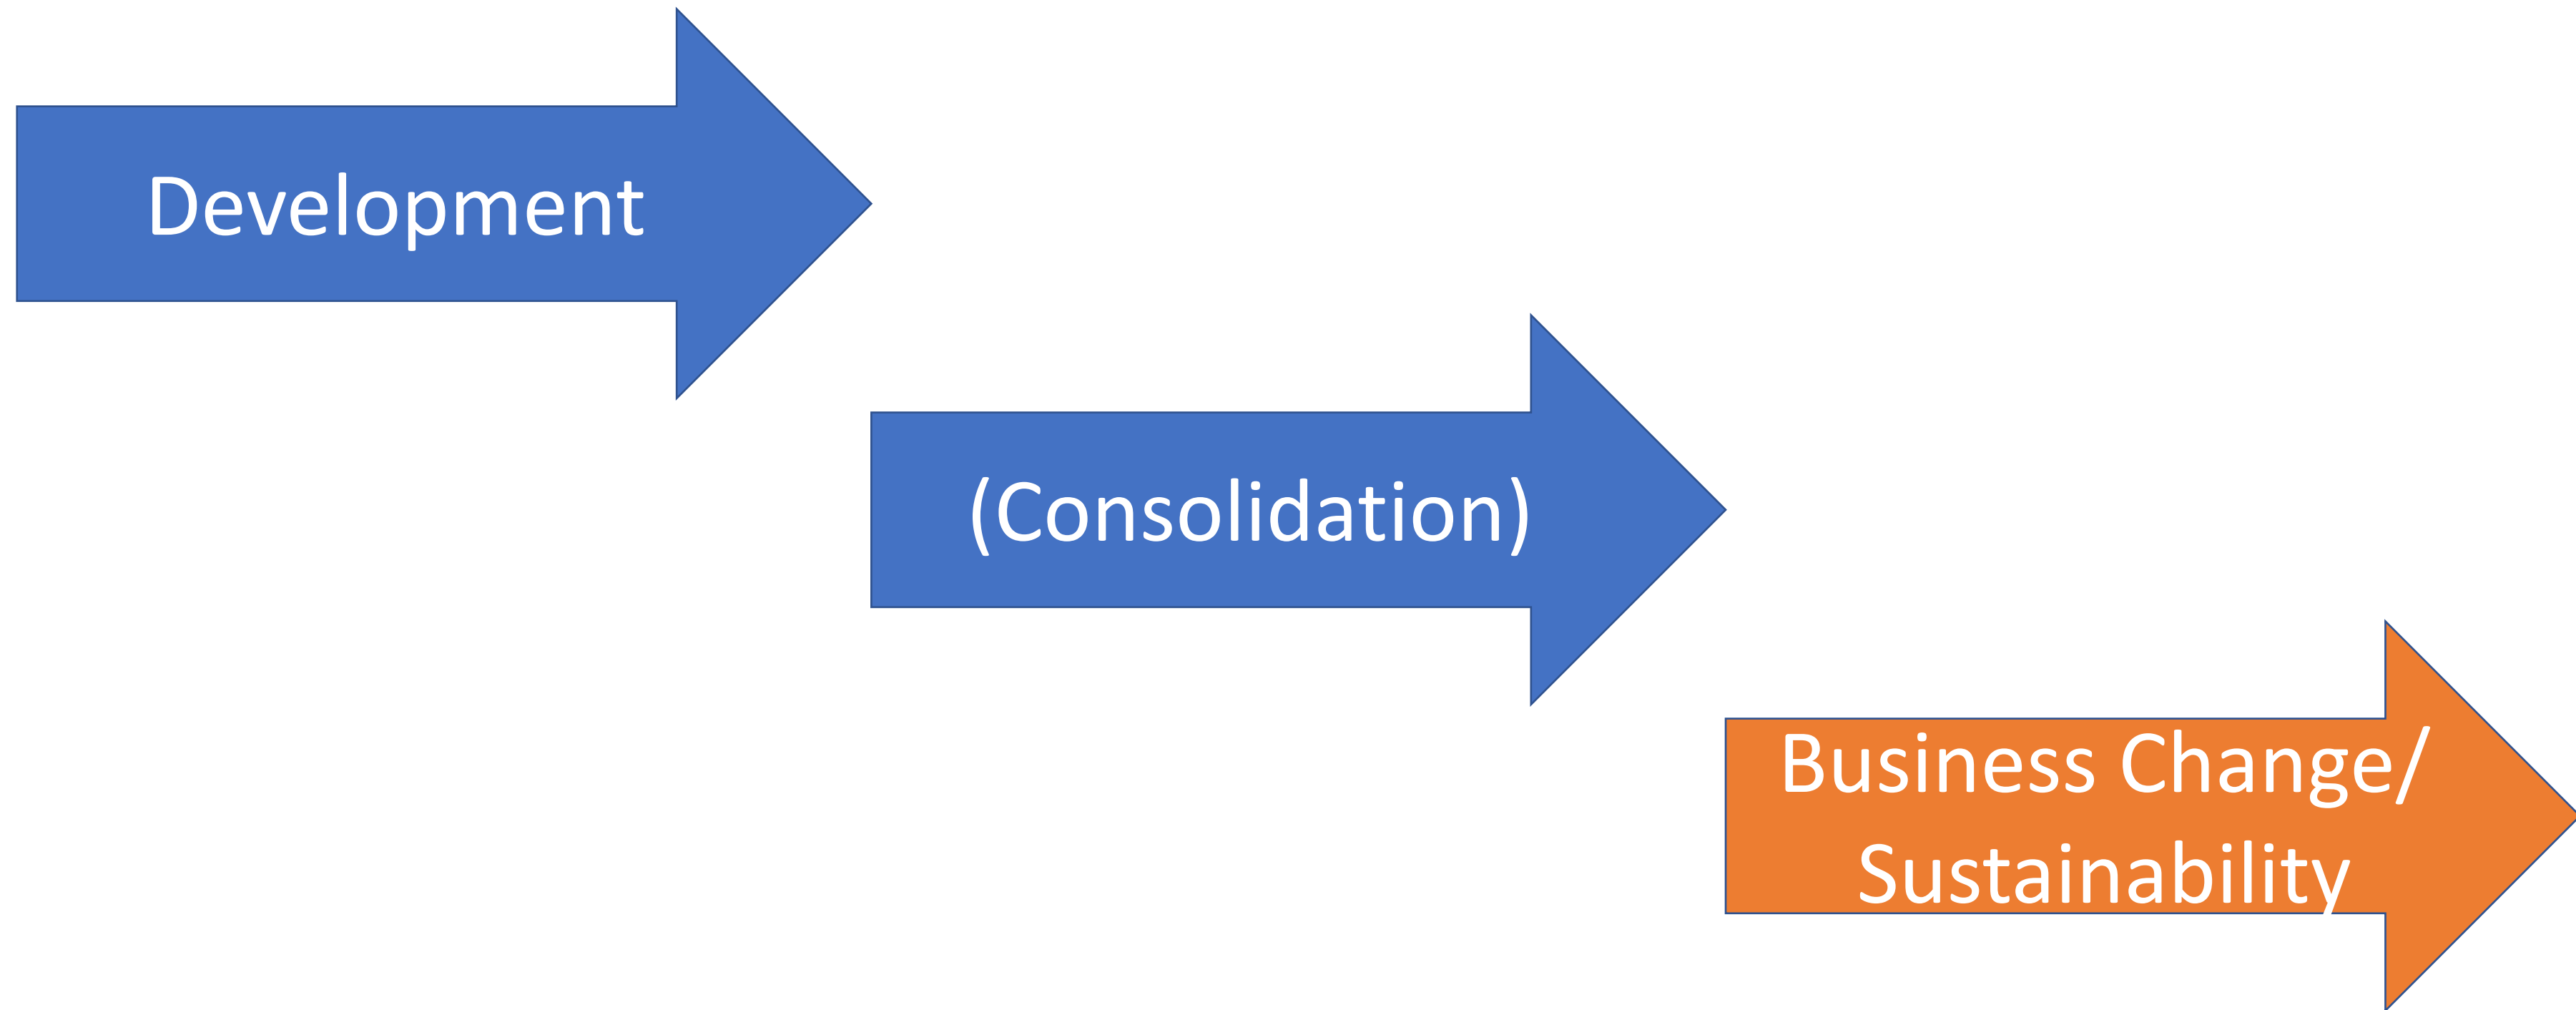 Development
(Consolidation)
Business Change/
Sustainability